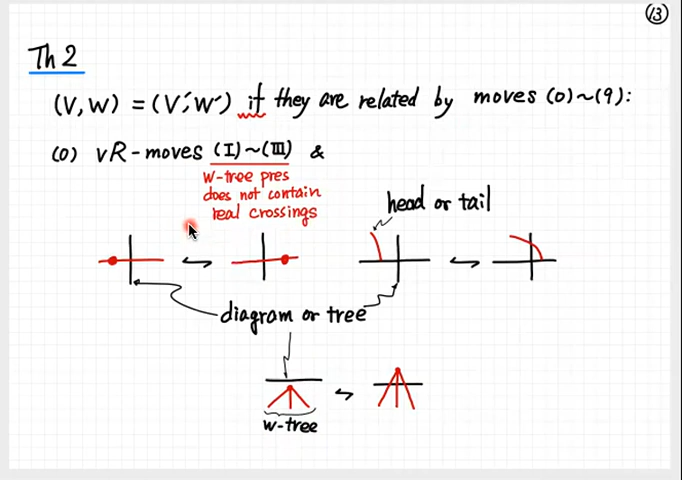 ⑬
Th 2
(V, W) = (V', W') if they are related by moves (0)~(9):
(0) vR-moves (I)~(III) &
w-tree pres
does not contain
real crossings
head or tail
diagram or tree
w-tree